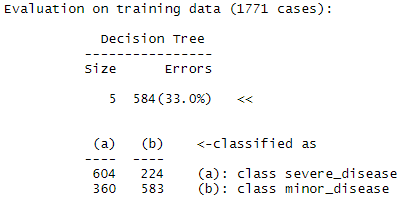 Evaluation on training data (1771 cases):
Decision Tree
----------------
Size Errors
5 584(33.0%) <<
(a) (b) <-classified as
---- ----
604 224 (a): class severe_disease
360 583 (b): class minor_disease